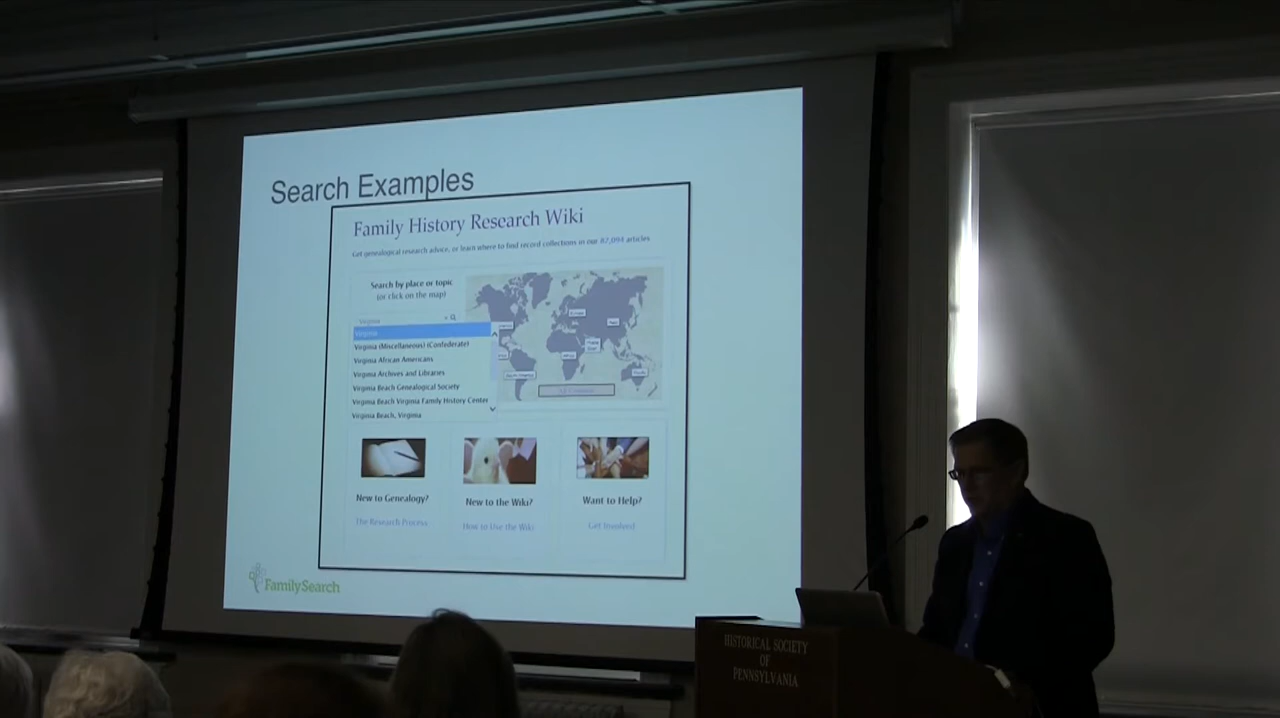 Search Examples
Family History Research Wiki
Get genealogical research advice, or learn where to find record collections in our 87,094 articles
Search by place or topic
(or click on the map)
Virginia
Virginia
Virginia (Miscellaneous) (Confederate)
Virginia African Americans
Virginia Archives and Libraries
Virginia Beach Genealogical Society
Virginia Beach Virginia Family History Center
Virginia Beach, Virginia
New to Genealogy?
The Research Process
New to the Wiki?
How to Use the Wiki
Want to Help?
Get Involved
FamilySearch
HISTORICAL SOCIETY
OF
PENNSYLVANIA